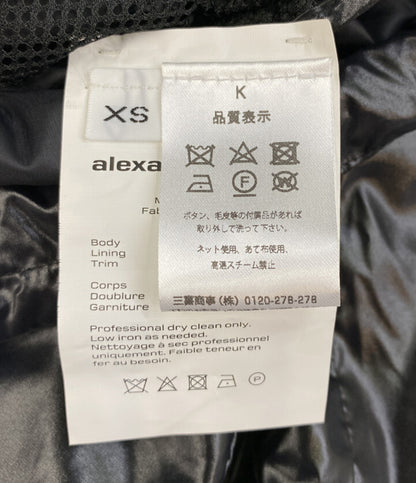 XS
K
品質表示
alexa
ボタン、毛皮等の付属品があれば
取り外して洗って下さい。
ネット使用、あて布使用、
高温スチーム禁止
三喜商事(株) 0120-278-278
Body
Lining
Trim
Corps
Doublure
Garniture
Professional dry clean only.
Low iron as needed.
Nettoyage à sec professionnel
uniquement. Faible teneur en
fer au besoin.